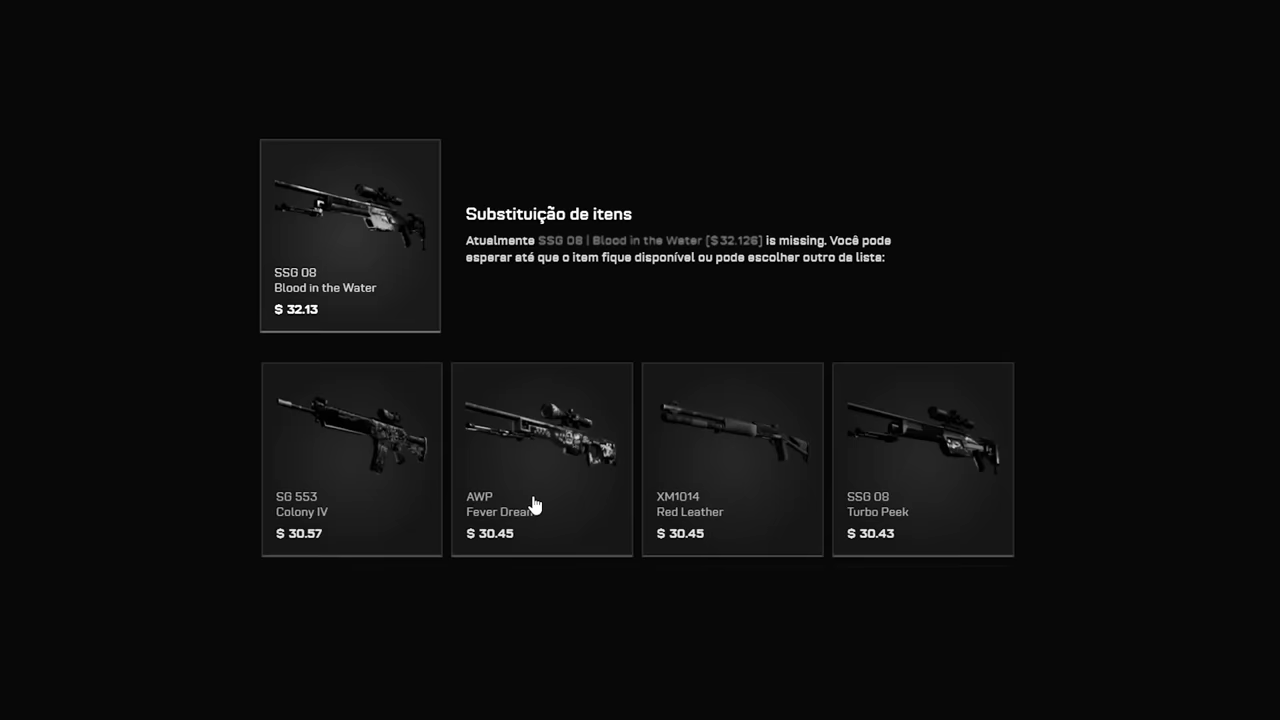 Substituição de itens
Atualmente SSG 08 | Blood in the Water [$32.126] is missing. Você pode
esperar até que o item fique disponível ou pode escolher outro da lista:
SSG 08
Blood in the Water
$ 32.13
SG 553
Colony IV
$ 30.57
AWP
Fever Dream
$ 30.45
XM1014
Red Leather
$ 30.45
SSG 08
Turbo Peek
$ 30.43